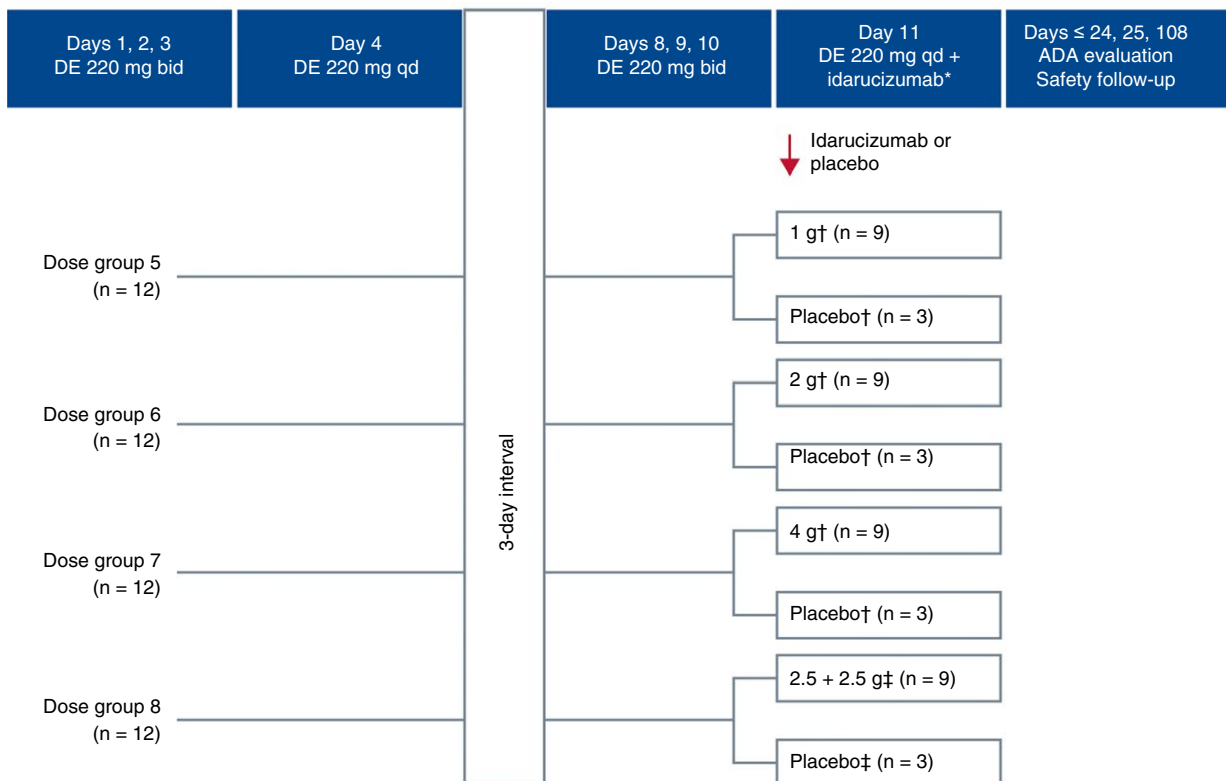 Days 1, 2, 3
DE 220 mg bid
Day 4
DE 220 mg qd
Days 8, 9, 10
DE 220 mg bid
Day 11
DE 220 mg qd +
idarucizumab*
Days ≤ 24, 25, 108
ADA evaluation
Safety follow-up
3-day interval
Idarucizumab or
placebo
Dose group 5
(n = 12)
1 g† (n = 9)
Placebo† (n = 3)
Dose group 6
(n = 12)
2 g† (n = 9)
Placebo† (n = 3)
Dose group 7
(n = 12)
4 g† (n = 9)
Placebo† (n = 3)
Dose group 8
(n = 12)
2.5 + 2.5 g‡ (n = 9)
Placebo‡ (n = 3)